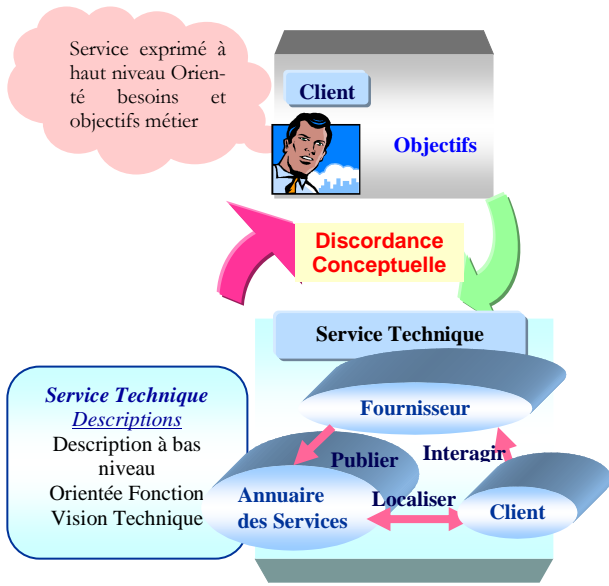 Service exprimé à
haut niveau Orien-
té besoins et
objectifs métier
Client
Objectifs
Discordance
Conceptuelle
Service Technique
Service Technique
Descriptions
Description à bas
niveau
Orientée Fonction
Vision Technique
Fournisseur
Publier
Interagir
Annuaire
des Services
Localiser
Client